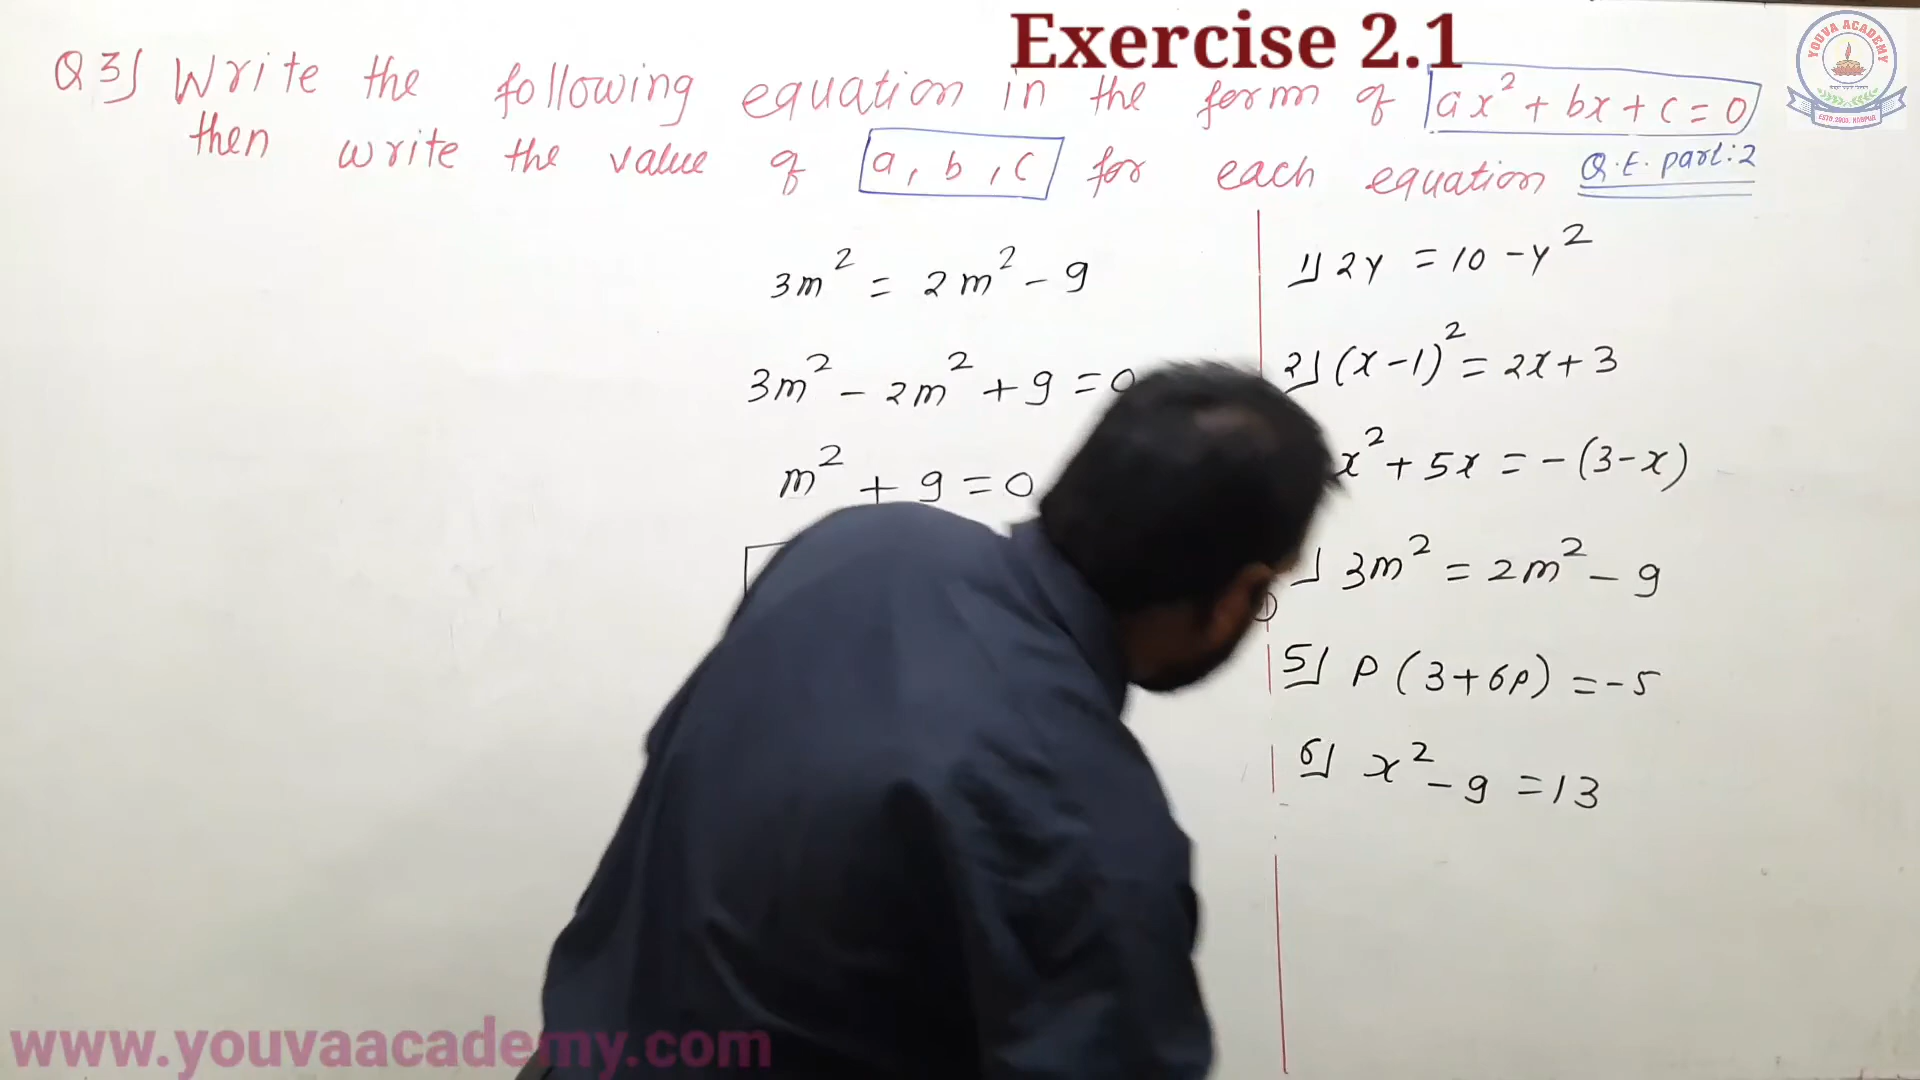 Exercise 2.1
Q 3) Write the following equation in the form of ax² + bx + c = 0
then write the value of a, b, c for each equation Q.E. part:2
3m² = 2m² - 9
3m² - 2m² + 9 = 0
m² + 9 = 0
1) 2y = 10 - y²
2) (x - 1)² = 2x + 3
x² + 5x = - (3 - x)
) 3m² = 2m² - 9
5) P (3 + 6P) = -5
6) x² - 9 = 13
YOUVA ACADEMY
www.youvaacademy.com